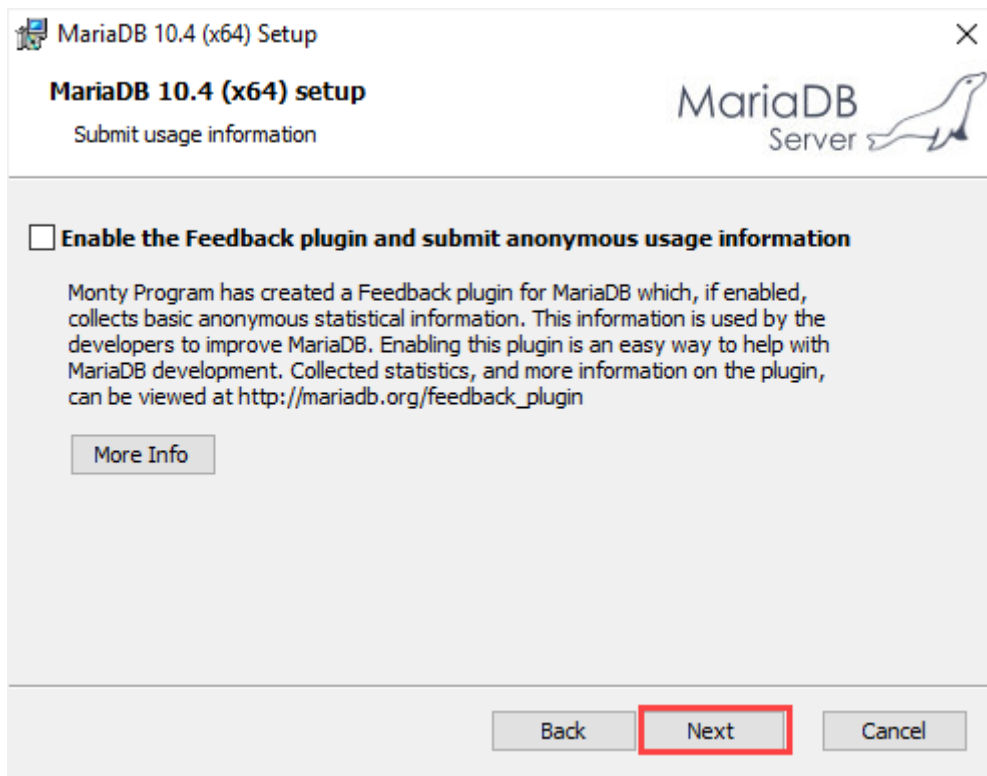 MariaDB 10.4 (x64) Setup
MariaDB 10.4 (x64) setup
Submit usage information
MariaDB
Server
Enable the Feedback plugin and submit anonymous usage information
Monty Program has created a Feedback plugin for MariaDB which, if enabled,
collects basic anonymous statistical information. This information is used by the
developers to improve MariaDB. Enabling this plugin is an easy way to help with
MariaDB development. Collected statistics, and more information on the plugin,
can be viewed at http://mariadb.org/feedback_plugin
More Info
Back Next Cancel